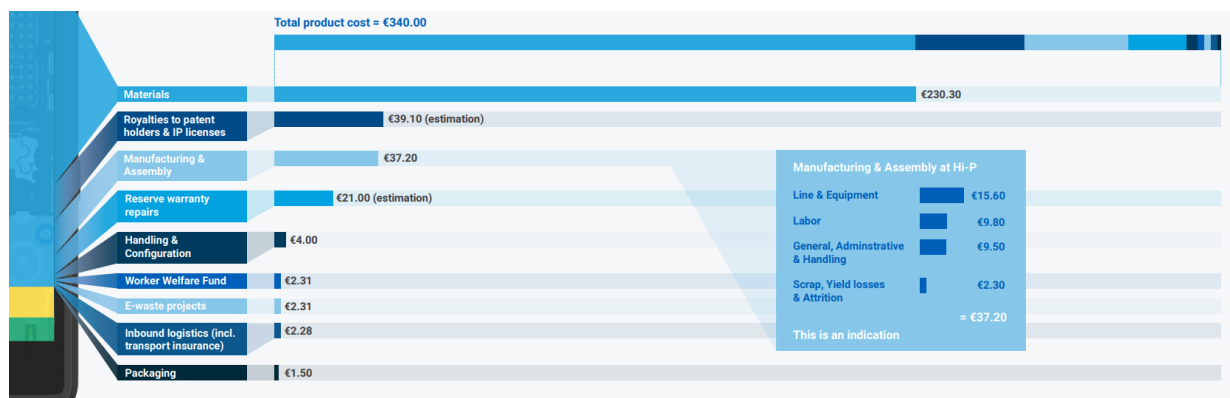 Total product cost = €340.00
Materials
€230.30
Royalties to patent
holders & IP licenses
€39.10 (estimation)
Manufacturing &
Assembly
€37.20
Reserve warranty
repairs
€21.00 (estimation)
Handling &
Configuration
€4.00
Worker Welfare Fund
€2.31
E-waste projects
€2.31
Inbound logistics (incl.
transport insurance)
€2.28
Packaging
€1.50
Manufacturing & Assembly at Hi-P
Line & Equipment €15.60
Labor €9.80
General, Adminstrative
& Handling
€9.50
Scrap, Yield losses
& Attrition
€2.30
= €37.20
This is an indication